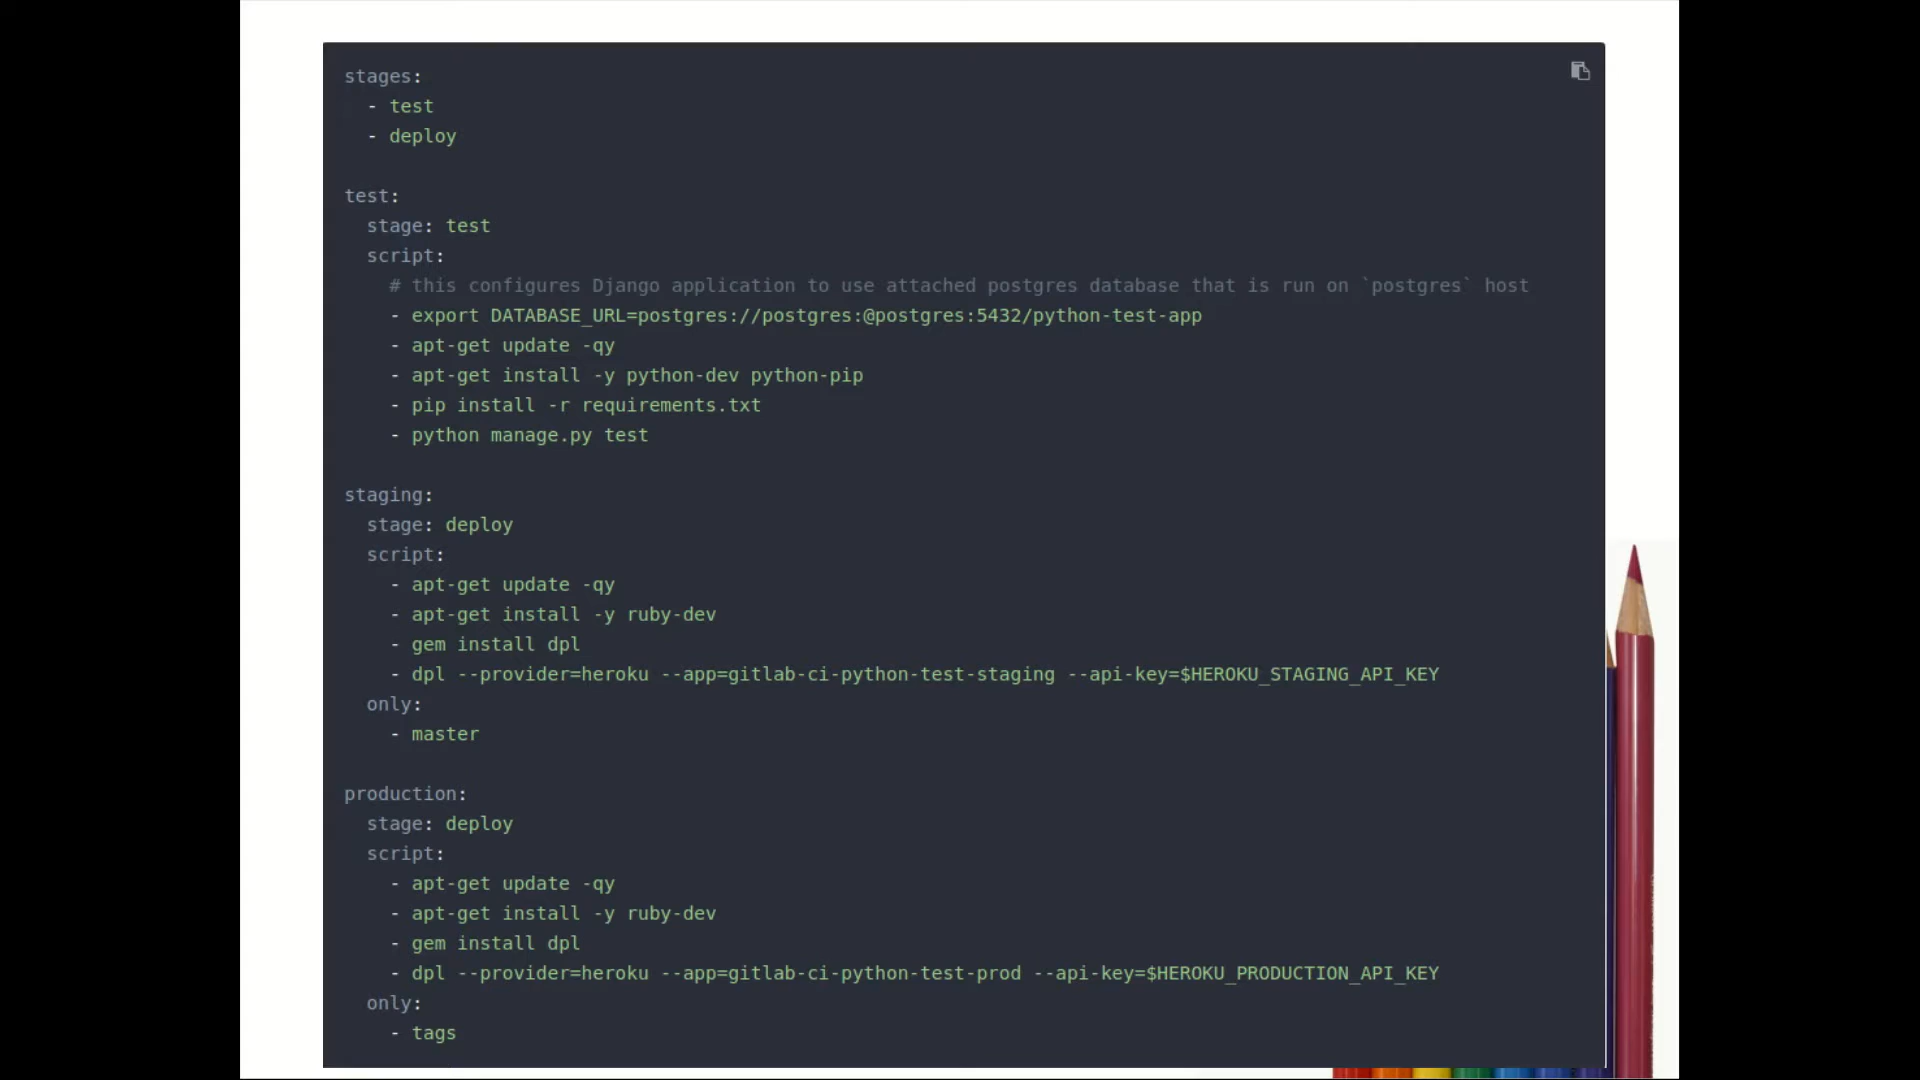 stages:
- test
- deploy
test:
stage: test
script:
# this configures Django application to use attached postgres database that is run on `postgres` host
- export DATABASE_URL=postgres://postgres:@postgres:5432/python-test-app
- apt-get update -qy
- apt-get install -y python-dev python-pip
- pip install -r requirements.txt
- python manage.py test
staging:
stage: deploy
script:
- apt-get update -qy
- apt-get install -y ruby-dev
- gem install dpl
- dpl --provider=heroku --app=gitlab-ci-python-test-staging --api-key=$HEROKU_STAGING_API_KEY
only:
- master
production:
stage: deploy
script:
- apt-get update -qy
- apt-get install -y ruby-dev
- gem install dpl
- dpl --provider=heroku --app=gitlab-ci-python-test-prod --api-key=$HEROKU_PRODUCTION_API_KEY
only:
- tags